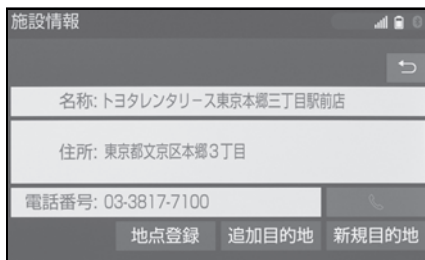 施設情報
名称: トヨタレンタリース東京本郷三丁目駅前店
住所: 東京都文京区本郷3丁目
電話番号: 03-3817-7100
地点登録 追加目的地 新規目的地